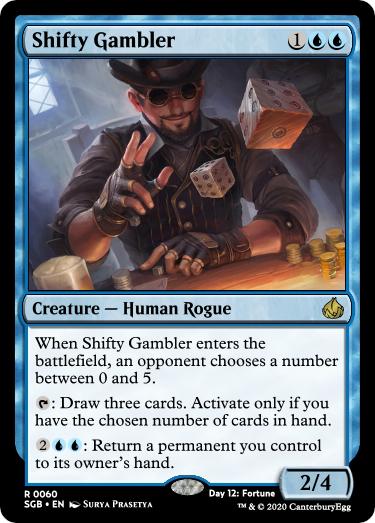 Shifty Gambler 1
Creature — Human Rogue
When Shifty Gambler enters the
battlefield, an opponent chooses a number
between 0 and 5.
: Draw three cards. Activate only if you
have the chosen number of cards in hand.
2 : Return a permanent you control
to its owner's hand.
2/4
R 0060
SGB • EN Surya Prasetya
Day 12: Fortune
™ & © 2020 CanterburyEgg